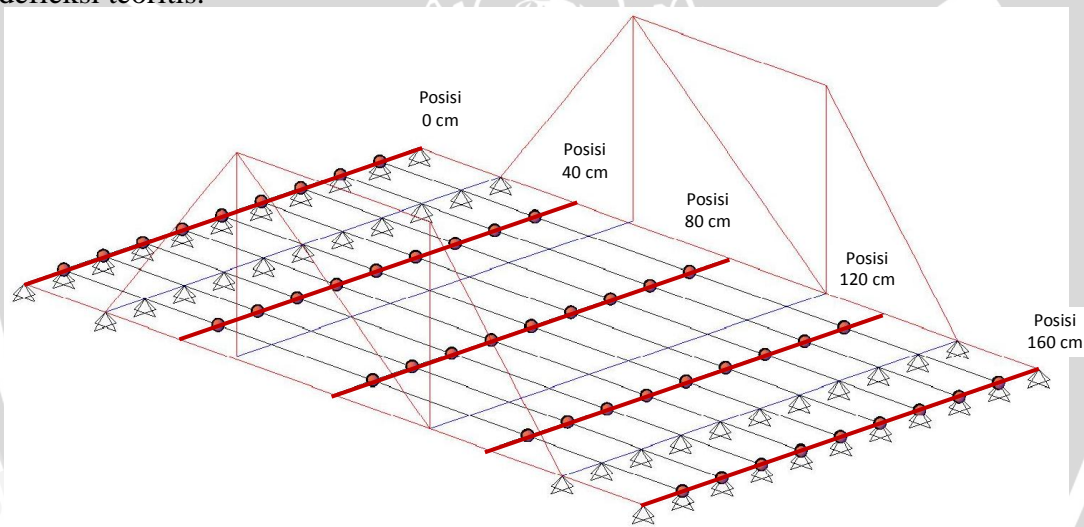 defleksi teoritis.
Posisi
0 cm
Posisi
40 cm
Posisi
80 cm
Posisi
120 cm
Posisi
160 cm